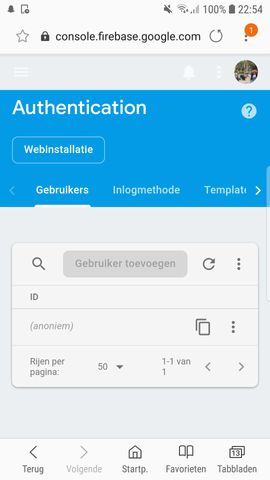 100% 22:54
console.firebase.google.com
1
Authentication
Webinstallatie
Gebruikers Inlogmethode
Gebruiker toevoegen
ID
(anoniem)
Rijen per pagina: 50 1-1 van 1
Terug Volgende Startp. Favorieten 13 Tabbladen